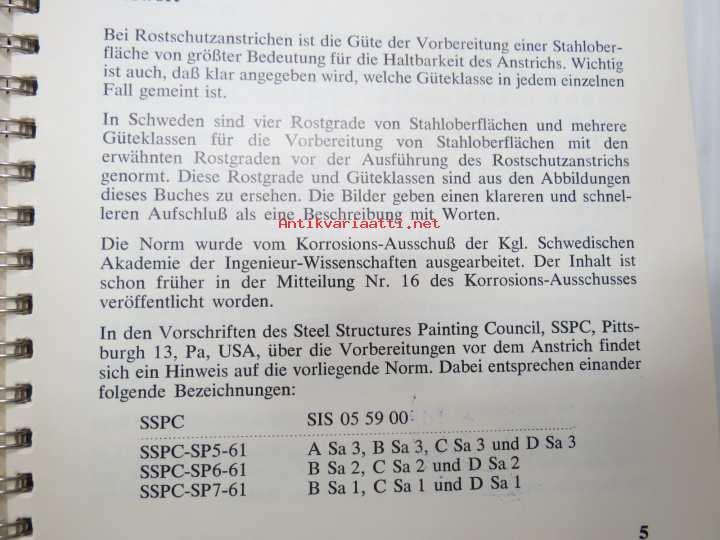 Bei Rostschutzanstrichen ist die Güte der Vorbereitung einer Stahlober-
fläche von größter Bedeutung für die Haltbarkeit des Anstrichs. Wichtig
ist auch, daß klar angegeben wird, welche Güteklasse in jedem einzelnen
Fall gemeint ist.
In Schweden sind vier Rostgrade von Stahloberflächen und mehrere
Güteklassen für die Vorbereitung von Stahloberflächen mit den
erwähnten Rostgraden vor der Ausführung des Rostschutzanstrichs
genormt. Diese Rostgrade und Güteklassen sind aus den Abbildungen
dieses Buches zu ersehen. Die Bilder geben einen klareren und schnel-
leren Aufschluß als eine Beschreibung mit Worten.
Antikvariaatti.net
Die Norm wurde vom Korrosions-Ausschuß der Kgl. Schwedischen
Akademie der Ingenieur-Wissenschaften ausgearbeitet. Der Inhalt ist
schon früher in der Mitteilung Nr. 16 des Korrosions-Ausschusses
veröffentlicht worden.
In den Vorschriften des Steel Structures Painting Council, SSPC, Pitts-
burgh 13, Pa, USA, über die Vorbereitungen vor dem Anstrich findet
sich ein Hinweis auf die vorliegende Norm. Dabei entsprechen einander
folgende Bezeichnungen:
SSPC SIS 05 59 00
SSPC-SP5-61 A Sa 3, B Sa 3, C Sa 3 und D Sa 3
SSPC-SP6-61 B Sa 2, C Sa 2 und D Sa 2
SSPC-SP7-61 B Sa 1, C Sa 1 und D Sa 1
5